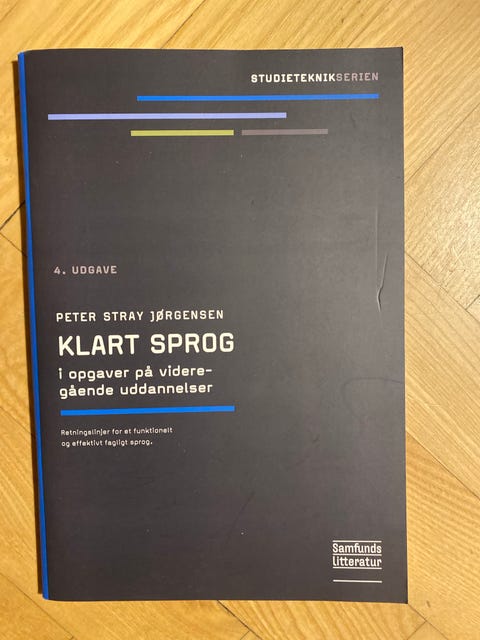 STUDIETEKNIKSERIEN
4. UDGAVE
PETER STRAY JØRGENSEN
KLART SPROG
i opgaver på videre-
gående uddannelser
Retningslinjer for et funktionelt
og effektivt fagligt sprog.
Samfunds
litteratur